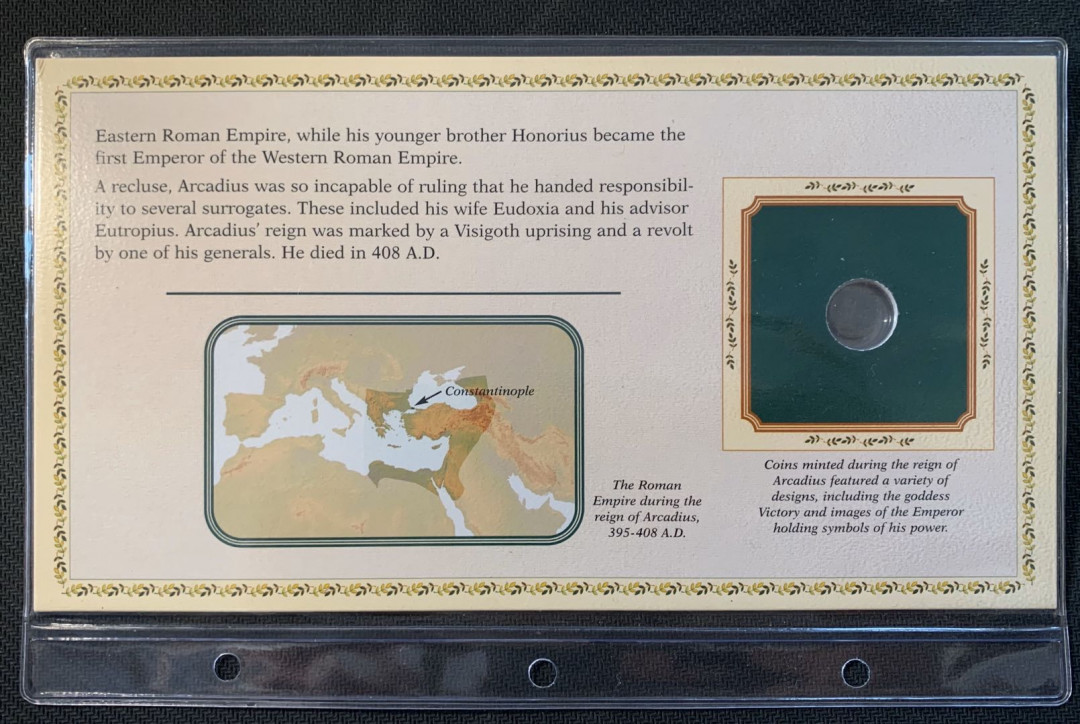 Eastern Roman Empire, while his younger brother Honorius became the
first Emperor of the Western Roman Empire.
A recluse, Arcadius was so incapable of ruling that he handed responsibil-
ity to several surrogates. These included his wife Eudoxia and his advisor
Eutropius. Arcadius' reign was marked by a Visigoth uprising and a revolt
by one of his generals. He died in 408 A.D.
Constantinople
The Roman
Empire during the
reign of Arcadius,
395-408 A.D.
Coins minted during the reign of
Arcadius featured a variety of
designs, including the goddess
Victory and images of the Emperor
holding symbols of his power.